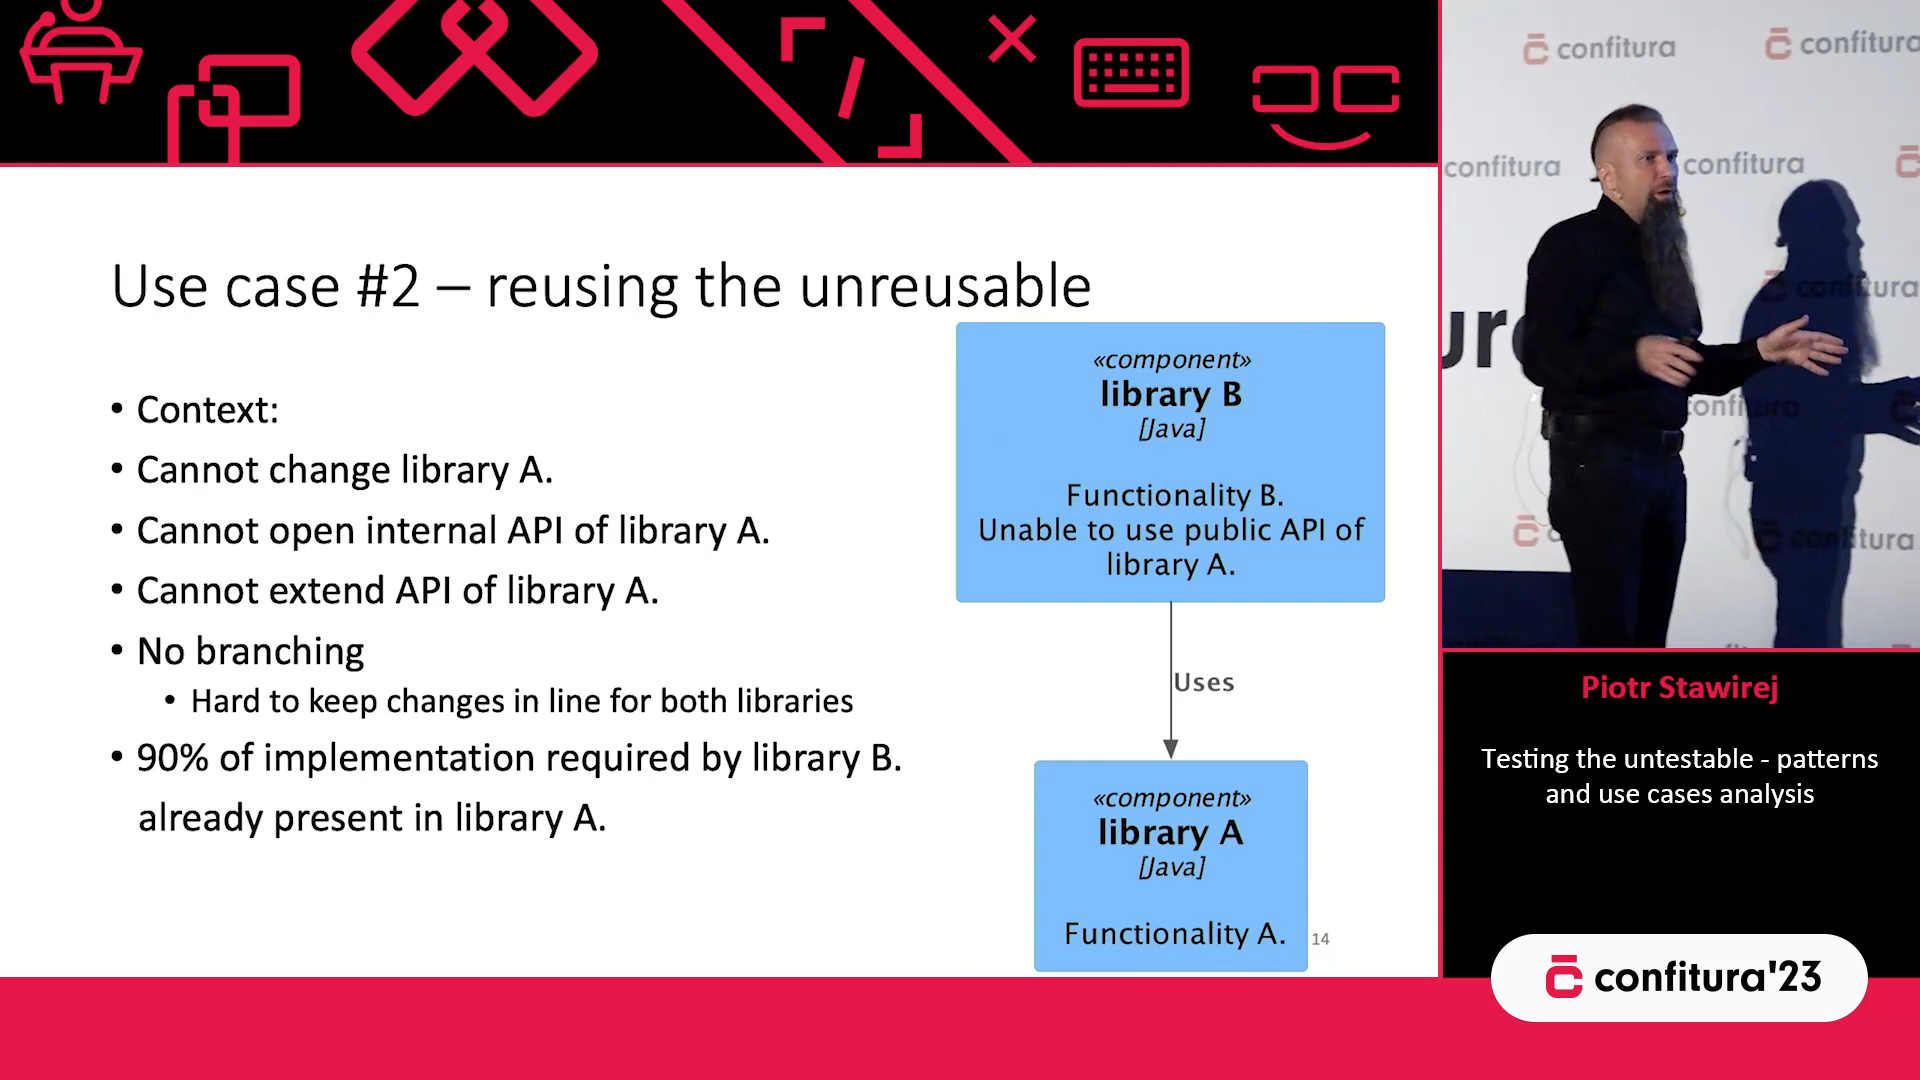 Use case #2 – reusing the unreusable
• Context:
• Cannot change library A.
• Cannot open internal API of library A.
• Cannot extend API of library A.
• No branching
• Hard to keep changes in line for both libraries
• 90% of implementation required by library B.
already present in library A.
«component»
library B
[Java]
Functionality B.
Unable to use public API of
library A.
Uses
«component»
library A
[Java]
Functionality A.
14
confitura
confitura
confitura
confitura
confitura
confitura
confitura
Piotr Stawirej
Testing the untestable - patterns
and use cases analysis
confitura'23